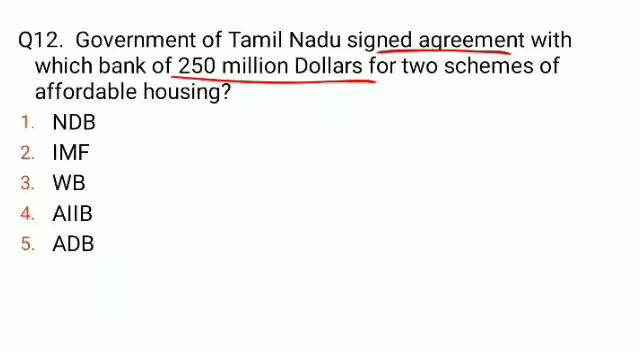 Q12. Government of Tamil Nadu signed agreement with
which bank of 250 million Dollars for two schemes of
affordable housing?
1. NDB
2. IMF
3. WB
4. AIIB
5. ADB